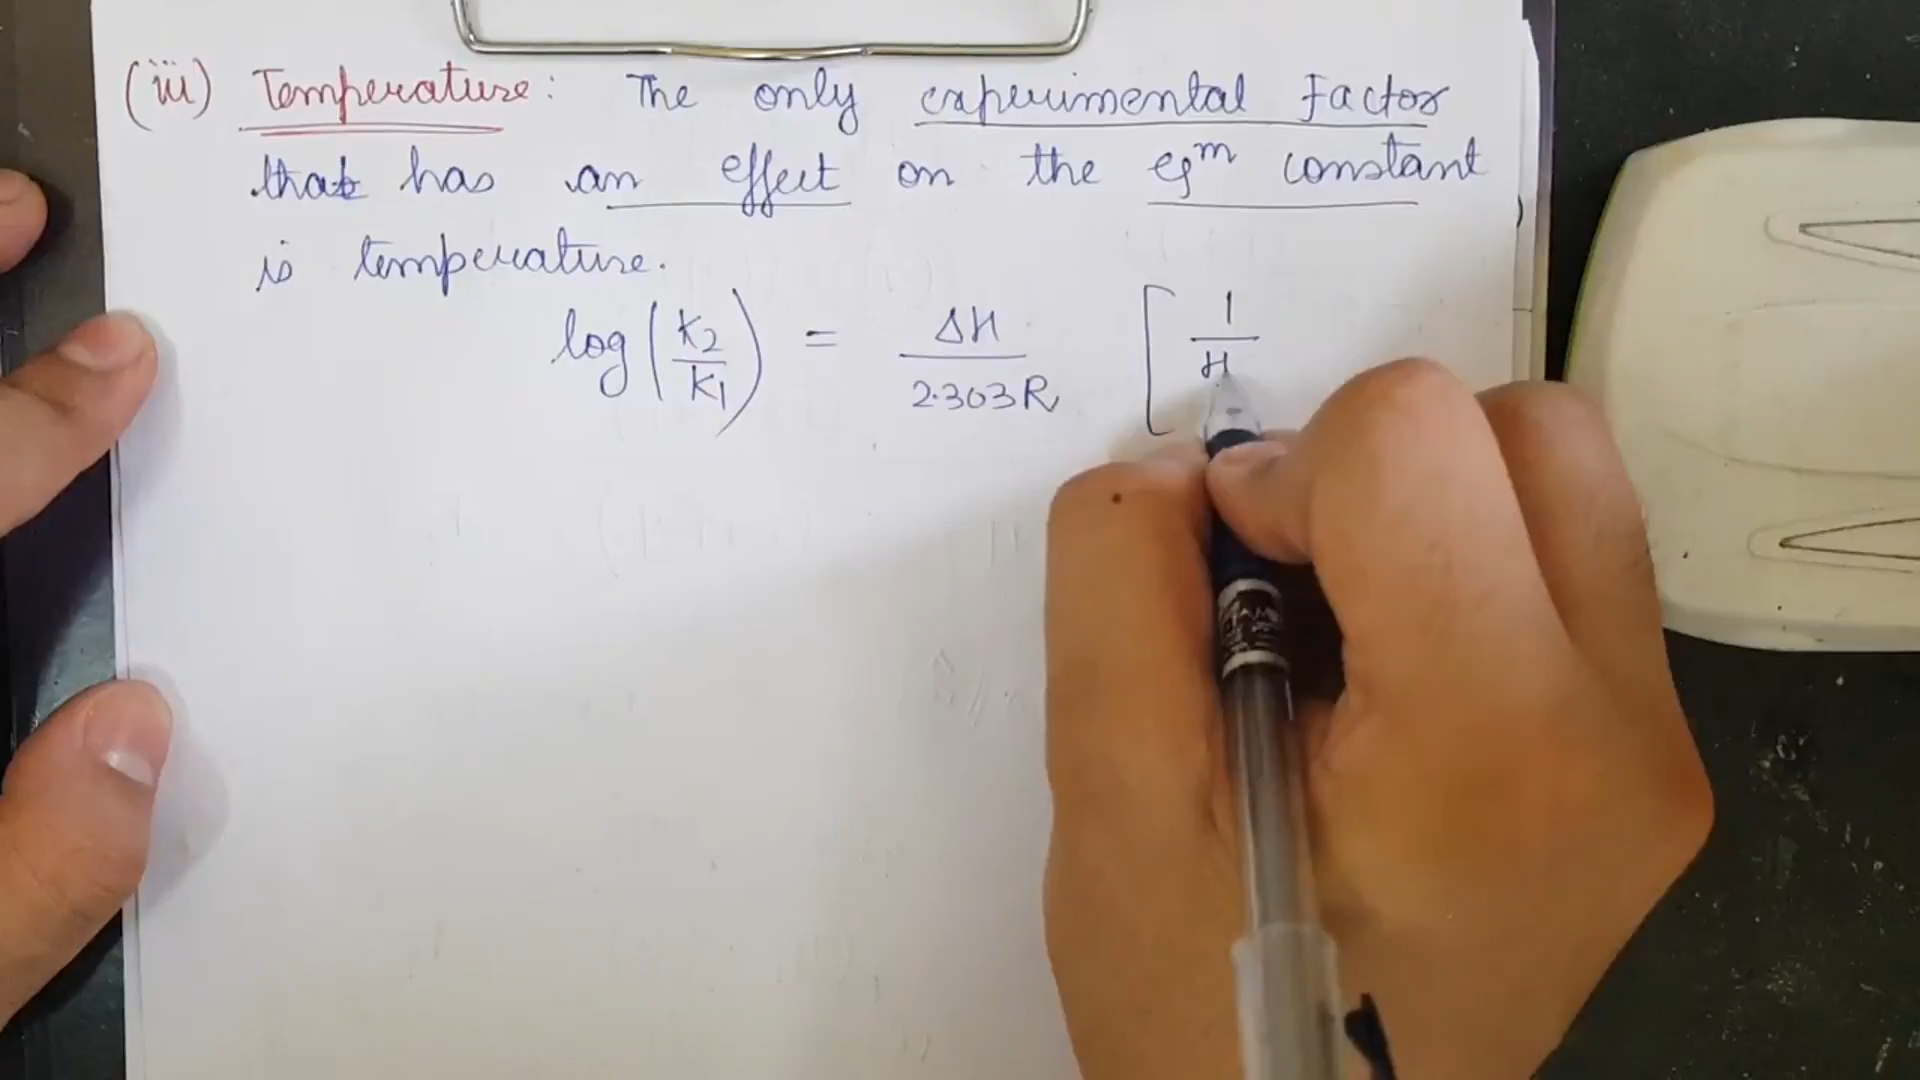 (iii) Temperature: The only experimental Factor
that has an effect on the eqᵐ constant
is temperature.
log(K₂/K₁) = ΔH/2.303R [1/H